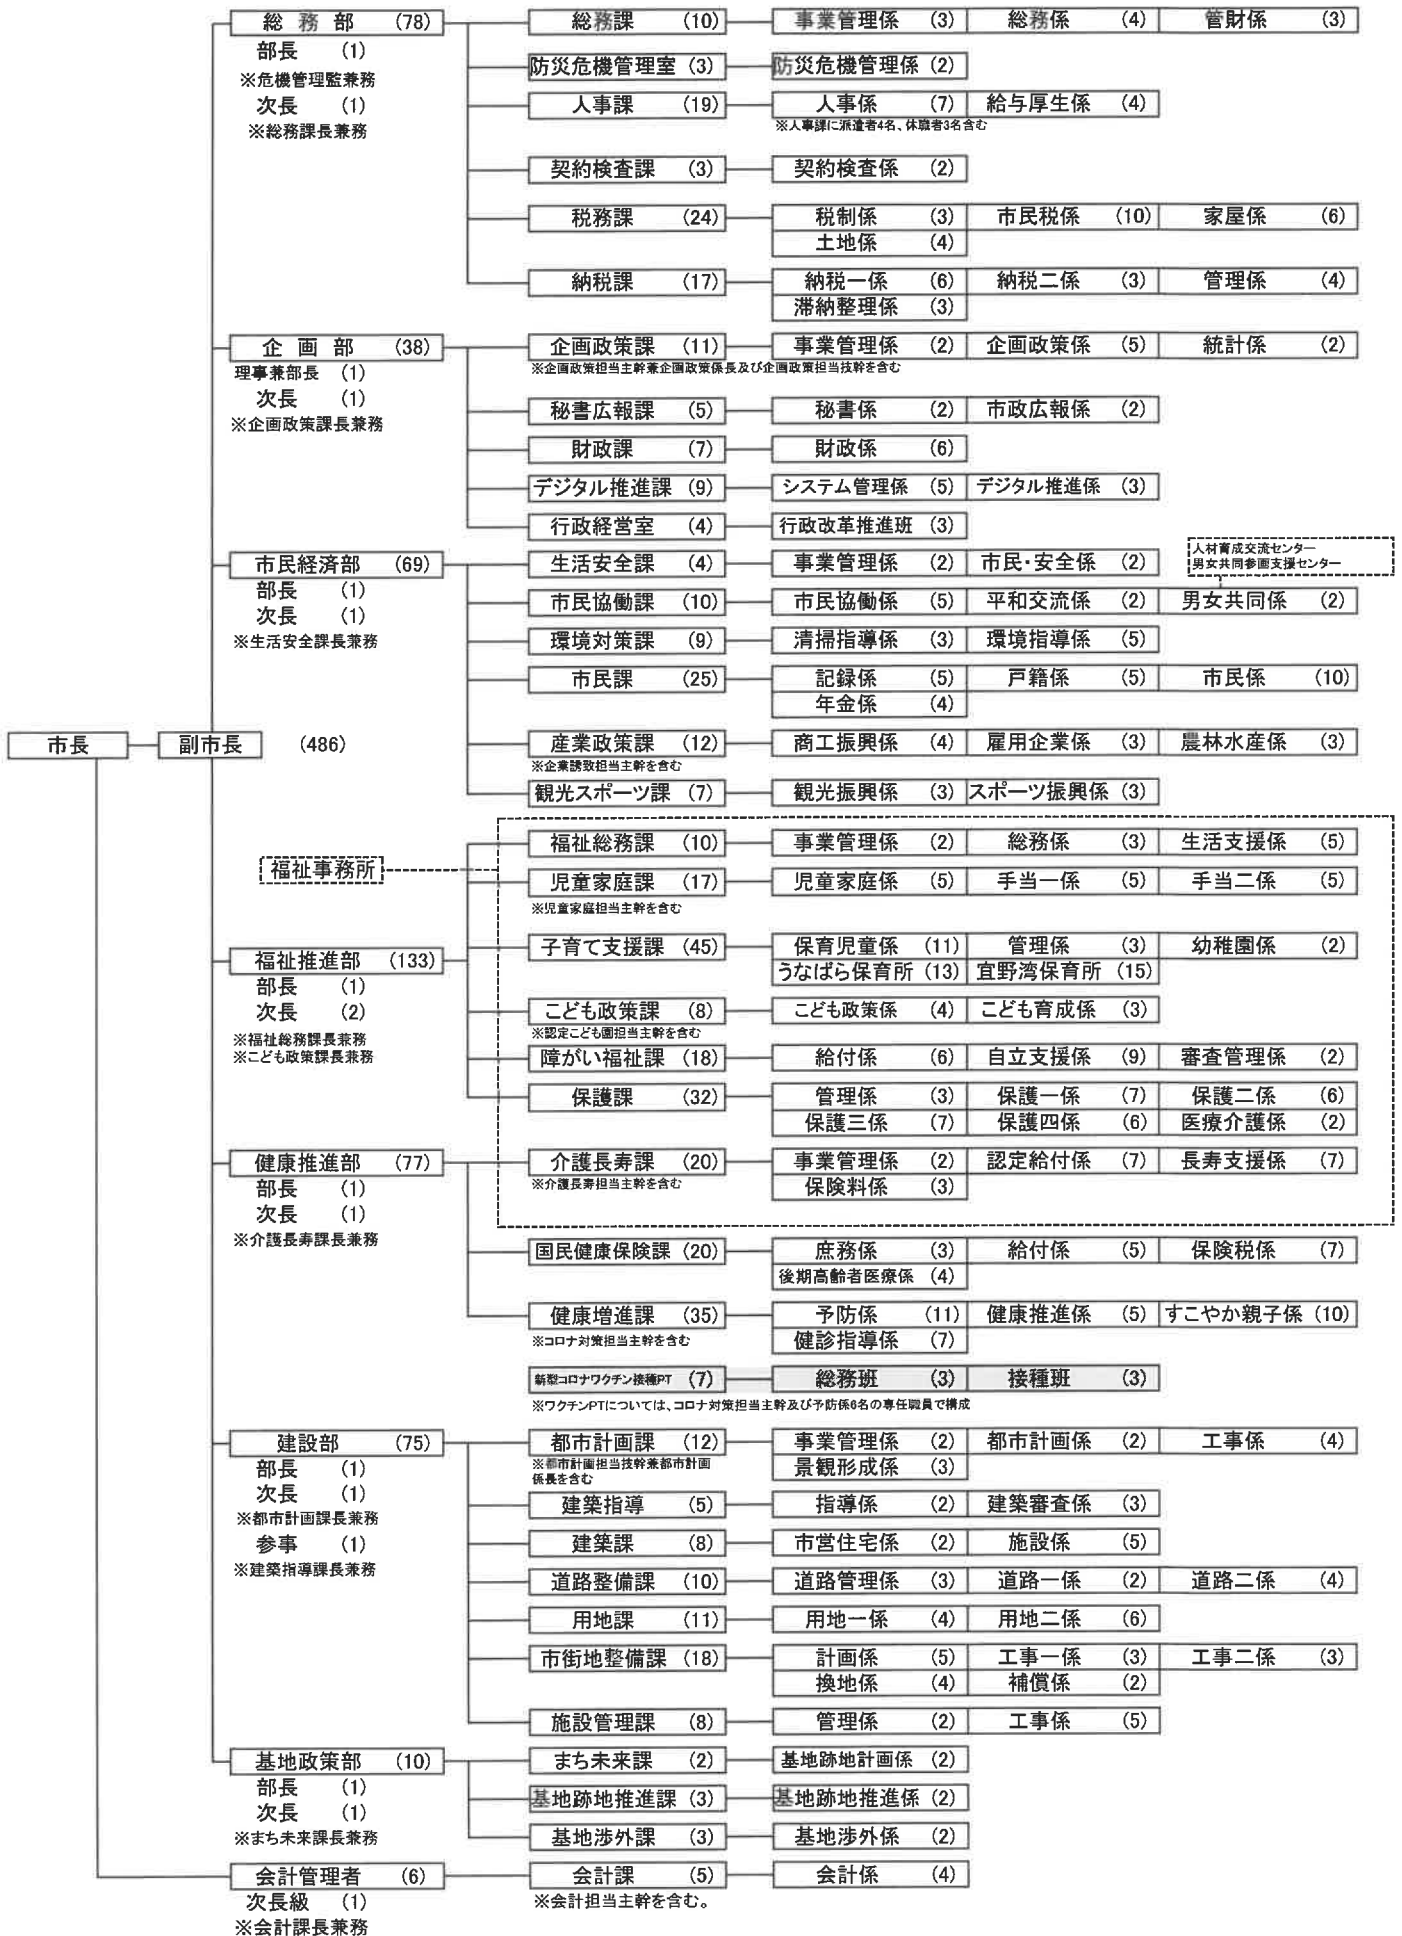 総務部 (78) 総務課 (10) 事業管理係 (3) 総務係 (4) 管財係 (3)
部長 (1)
※危機管理監兼務
次長 (1)
※総務課長兼務
防災危機管理室 (3) 防災危機管理係 (2)
人事課 (19) 人事係 (7) 給与厚生係 (4)
※人事課に派遣者4名、休職者3名含む
契約検査課 (3) 契約検査係 (2)
税務課 (24) 税制係 (3) 市民税係 (10) 家屋係 (6)
土地係 (4)
納税課 (17) 納税一係 (6) 納税二係 (3) 管理係 (4)
滞納整理係 (3)
企画部 (38) 企画政策課 (11) 事業管理係 (2) 企画政策係 (5) 統計係 (2)
理事兼部長 (1)
次長 (1)
※企画政策課長兼務
※企画政策担当主幹兼企画政策係長及び企画政策担当技幹を含む
秘書広報課 (5) 秘書係 (2) 市政広報係 (2)
財政課 (7) 財政係 (6)
デジタル推進課 (9) システム管理係 (5) デジタル推進係 (3)
行政経営室 (4) 行政改革推進班 (3)
市民経済部 (69) 生活安全課 (4) 事業管理係 (2) 市民・安全係 (2)
部長 (1)
次長 (1)
※生活安全課長兼務
人材育成交流センター
男女共同参画支援センター
市民協働課 (10) 市民協働係 (5) 平和交流係 (2) 男女共同係 (2)
環境対策課 (9) 清掃指導係 (3) 環境指導係 (5)
市民課 (25) 記録係 (5) 戸籍係 (5) 市民係 (10)
年金係 (4)
市長 副市長 (486)
産業政策課 (12) 商工振興係 (4) 雇用企業係 (3) 農林水産係 (3)
※企業誘致担当主幹を含む
観光スポーツ課 (7) 観光振興係 (3) スポーツ振興係 (3)
福祉事務所
福祉総務課 (10) 事業管理係 (2) 総務係 (3) 生活支援係 (5)
児童家庭課 (17) 児童家庭係 (5) 手当一係 (5) 手当二係 (5)
※児童家庭担当主幹を含む
福祉推進部 (133)
部長 (1)
次長 (2)
※福祉総務課長兼務
※こども政策課長兼務
子育て支援課 (45) 保育児童係 (11) 管理係 (3) 幼稚園係 (2)
うなばら保育所 (13) 宜野湾保育所 (15)
こども政策課 (8) こども政策係 (4) こども育成係 (3)
※認定こども園担当主幹を含む
障がい福祉課 (18) 給付係 (6) 自立支援係 (9) 審査管理係 (2)
保護課 (32) 管理係 (3) 保護一係 (7) 保護二係 (6)
保護三係 (7) 保護四係 (6) 医療介護係 (2)
健康推進部 (77) 介護長寿課 (20) 事業管理係 (2) 認定給付係 (7) 長寿支援係 (7)
部長 (1)
次長 (1)
※介護長寿課長兼務
※介護長寿担当主幹を含む
保険料係 (3)
国民健康保険課 (20) 庶務係 (3) 給付係 (5) 保険税係 (7)
後期高齢者医療係 (4)
健康増進課 (35) 予防係 (11) 健康推進係 (5) すこやか親子係 (10)
※コロナ対策担当主幹を含む
健診指導係 (7)
新型コロナワクチン接種PT (7) 総務班 (3) 接種班 (3)
※ワクチンPTについては、コロナ対策担当主幹及び予防係6名の専任職員で構成
建設部 (75) 都市計画課 (12) 事業管理係 (2) 都市計画係 (2) 工事係 (4)
部長 (1)
次長 (1)
※都市計画課長兼務
参事 (1)
※建築指導課長兼務
※都市計画担当技幹兼都市計画
係長を含む
景観形成係 (3)
建築指導 (5) 指導係 (2) 建築審査係 (3)
建築課 (8) 市営住宅係 (2) 施設係 (5)
道路整備課 (10) 道路管理係 (3) 道路一係 (2) 道路二係 (4)
用地課 (11) 用地一係 (4) 用地二係 (6)
市街地整備課 (18) 計画係 (5) 工事一係 (3) 工事二係 (3)
換地係 (4) 補償係 (2)
施設管理課 (8) 管理係 (2) 工事係 (5)
基地政策部 (10) まち未来課 (2) 基地跡地計画係 (2)
部長 (1)
次長 (1)
※まち未来課長兼務
基地跡地推進課 (3) 基地跡地推進係 (2)
基地渉外課 (3) 基地渉外係 (2)
会計管理者 (6) 会計課 (5) 会計係 (4)
次長級 (1)
※会計課長兼務
※会計担当主幹を含む。